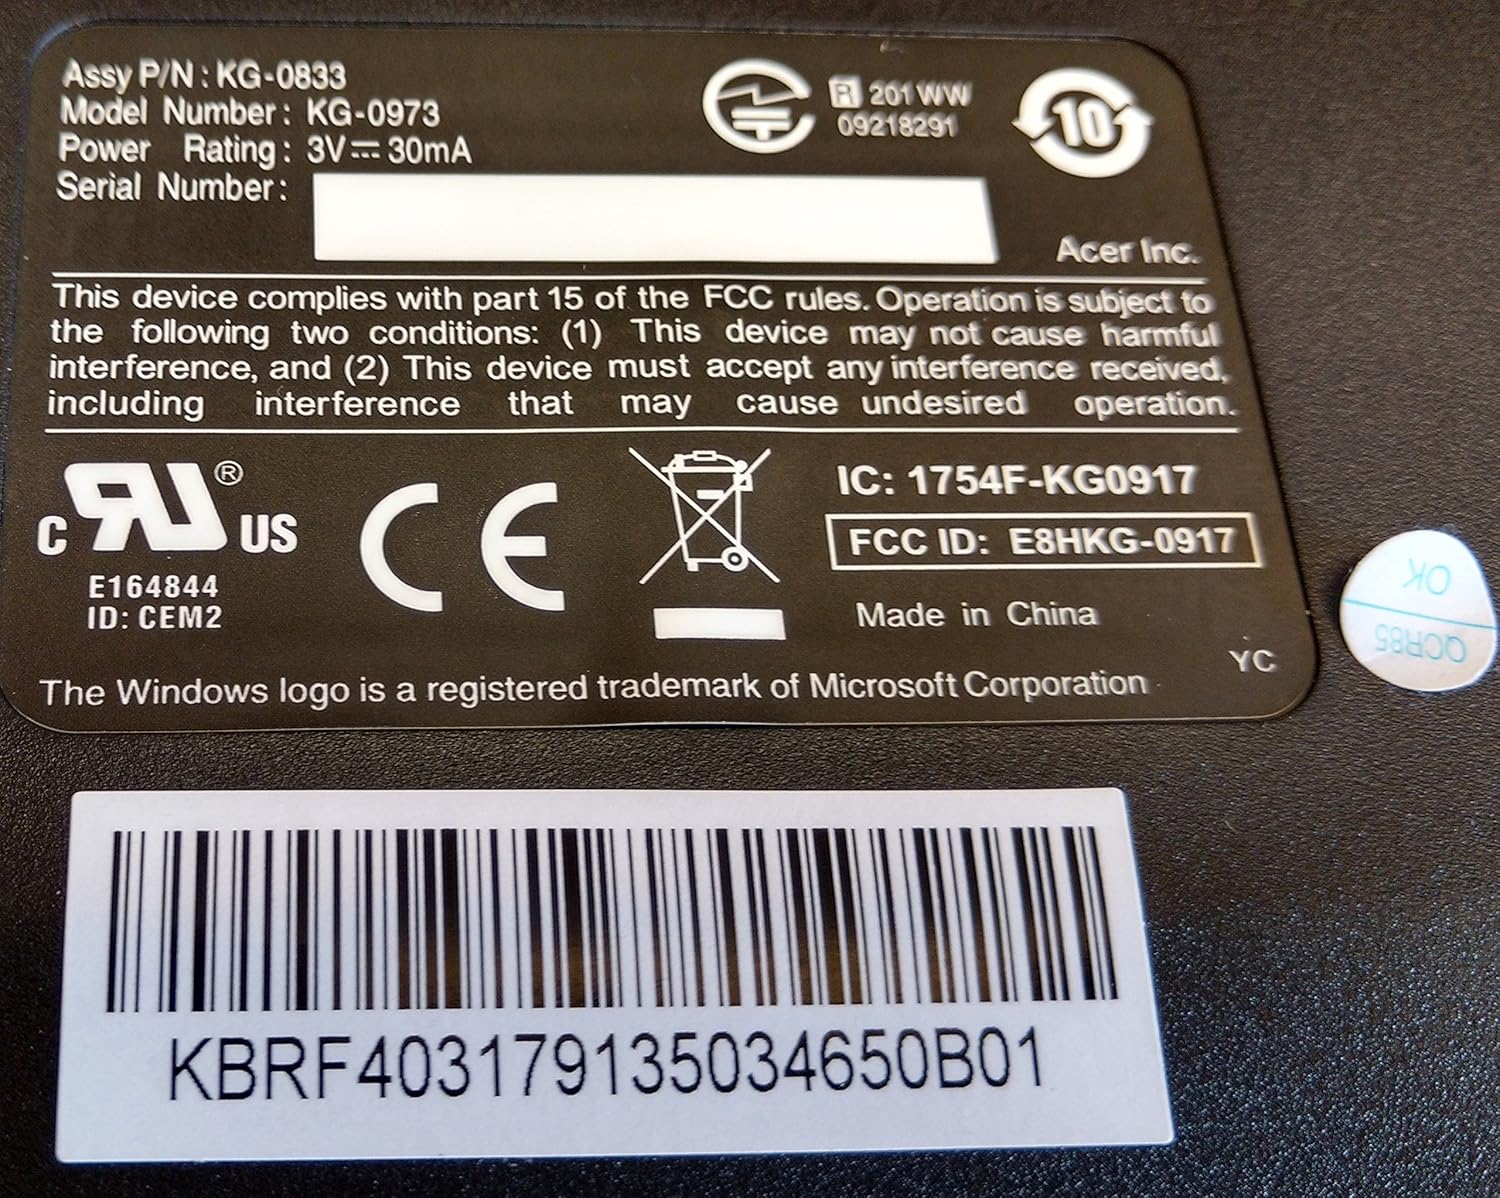 Assy P/N : KG-0833
Model Number : KG-0973
Power Rating : 3V⎓30mA
Serial Number :
R 201 WW
09218291
10
Acer Inc.
This device complies with part 15 of the FCC rules. Operation is subject to
the following two conditions: (1) This device may not cause harmful
interference, and (2) This device must accept any interference received,
including interference that may cause undesired operation.
c RU ® US
E164844
ID: CEM2
CE
IC: 1754F-KG0917
FCC ID: E8HKG-0917
Made in China
YC
The Windows logo is a registered trademark of Microsoft Corporation
OK
QCR85
KBRF403179135034650B01